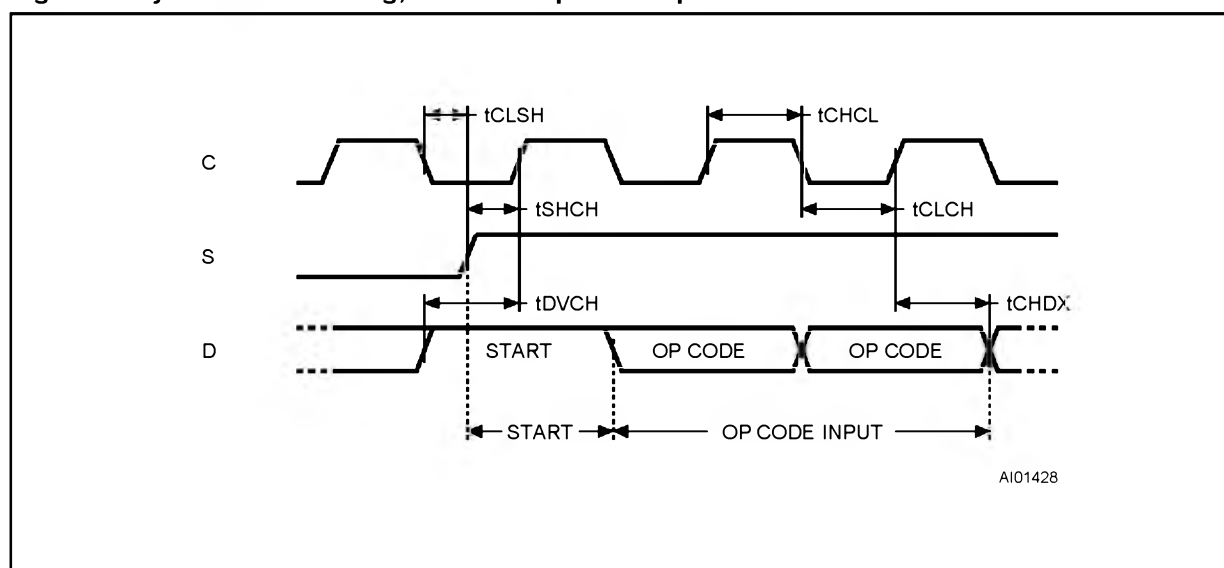 tCLSH
tCHCL
C
tSHCH
tCLCH
S
tDVCH
tCHDX
D
START
OP CODE
OP CODE
START
OP CODE INPUT
AI01428